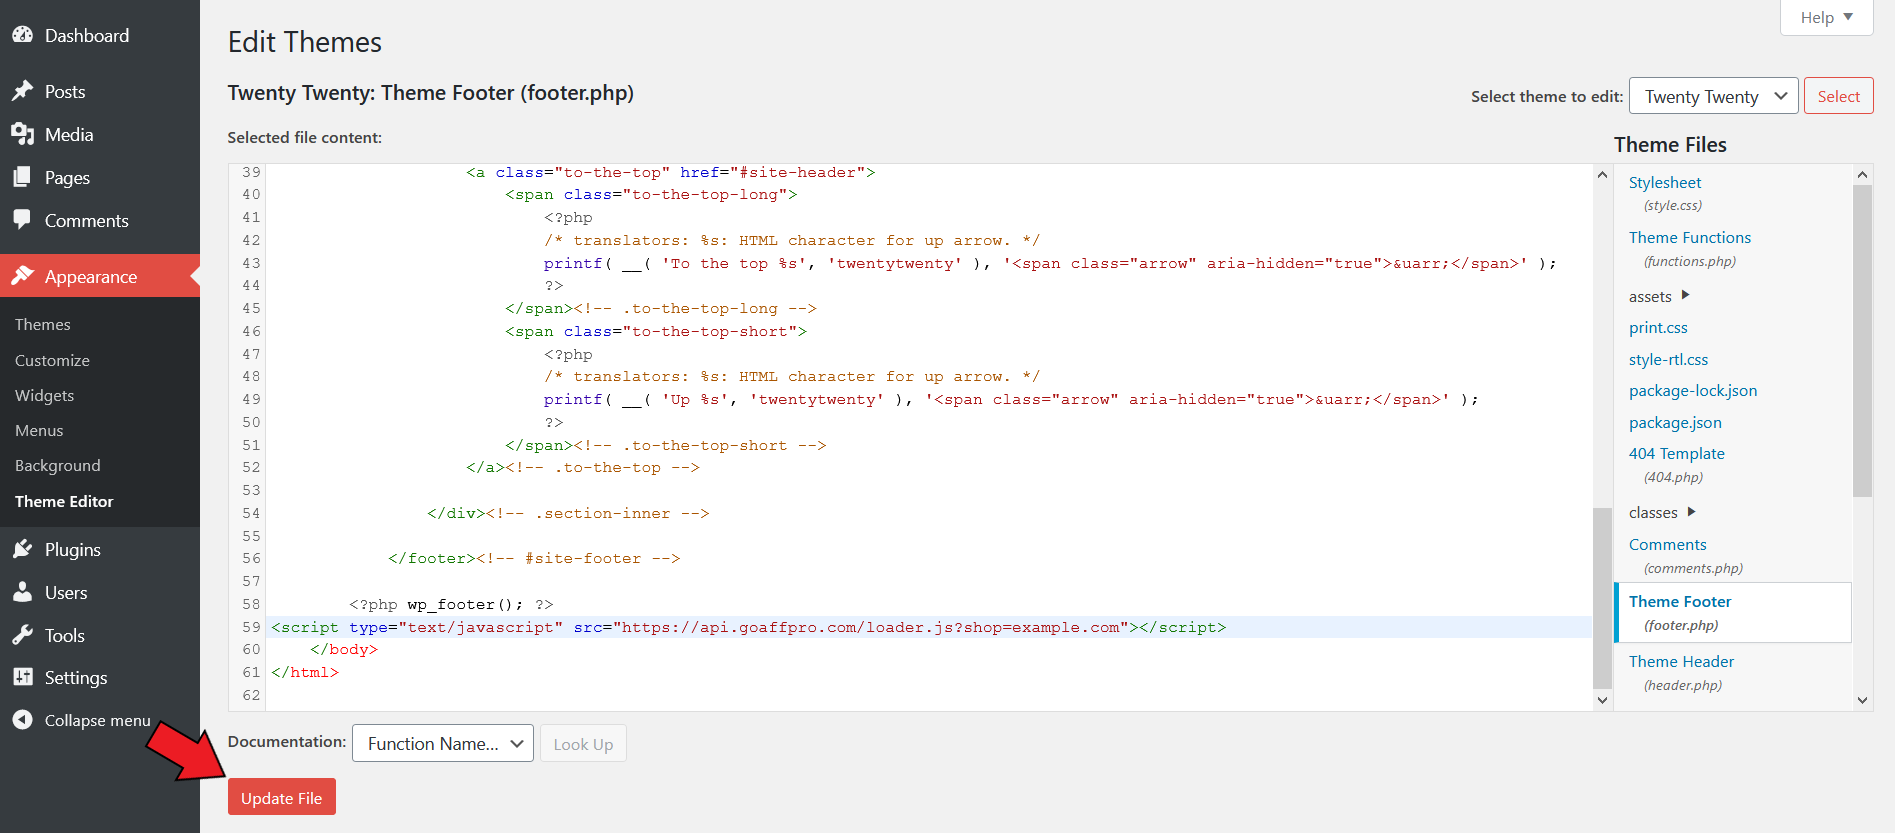 Dashboard
Posts
Media
Pages
Comments
Appearance
Themes
Customize
Widgets
Menus
Background
Theme Editor
Plugins
Users
Tools
Settings
Collapse menu
Help
Edit Themes
Twenty Twenty: Theme Footer (footer.php)
Select theme to edit: Twenty Twenty Select
Selected file content:
39 <a class="to-the-top" href="#site-header">
40 <span class="to-the-top-long">
41 <?php
42 /* translators: %s: HTML character for up arrow. */
43 printf( __( 'To the top %s', 'twentytwenty' ), '<span class="arrow" aria-hidden="true">&uarr;</span>' );
44 ?>
45 </span><!-- .to-the-top-long -->
46 <span class="to-the-top-short">
47 <?php
48 /* translators: %s: HTML character for up arrow. */
49 printf( __( 'Up %s', 'twentytwenty' ), '<span class="arrow" aria-hidden="true">&uarr;</span>' );
50 ?>
51 </span><!-- .to-the-top-short -->
52 </a><!-- .to-the-top -->
53
54 </div><!-- .section-inner -->
55
56 </footer><!-- #site-footer -->
57
58 <?php wp_footer(); ?>
59 <script type="text/javascript" src="https://api.goaffpro.com/loader.js?shop=example.com"></script>
60 </body>
61 </html>
62
Theme Files
Stylesheet
(style.css)
Theme Functions
(functions.php)
assets
print.css
style-rtl.css
package-lock.json
package.json
404 Template
(404.php)
classes
Comments
(comments.php)
Theme Footer
(footer.php)
Theme Header
(header.php)
Documentation: Function Name... Look Up
Update File